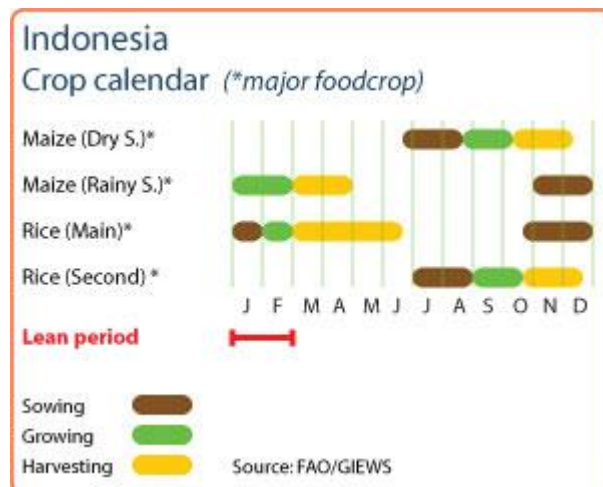 Indonesia
Crop calendar (*major foodcrop)
Maize (Dry S.)*
Maize (Rainy S.)*
Rice (Main)*
Rice (Second) *
J F M A M J J A S O N D
Lean period
Sowing
Growing
Harvesting Source: FAO/GIEWS